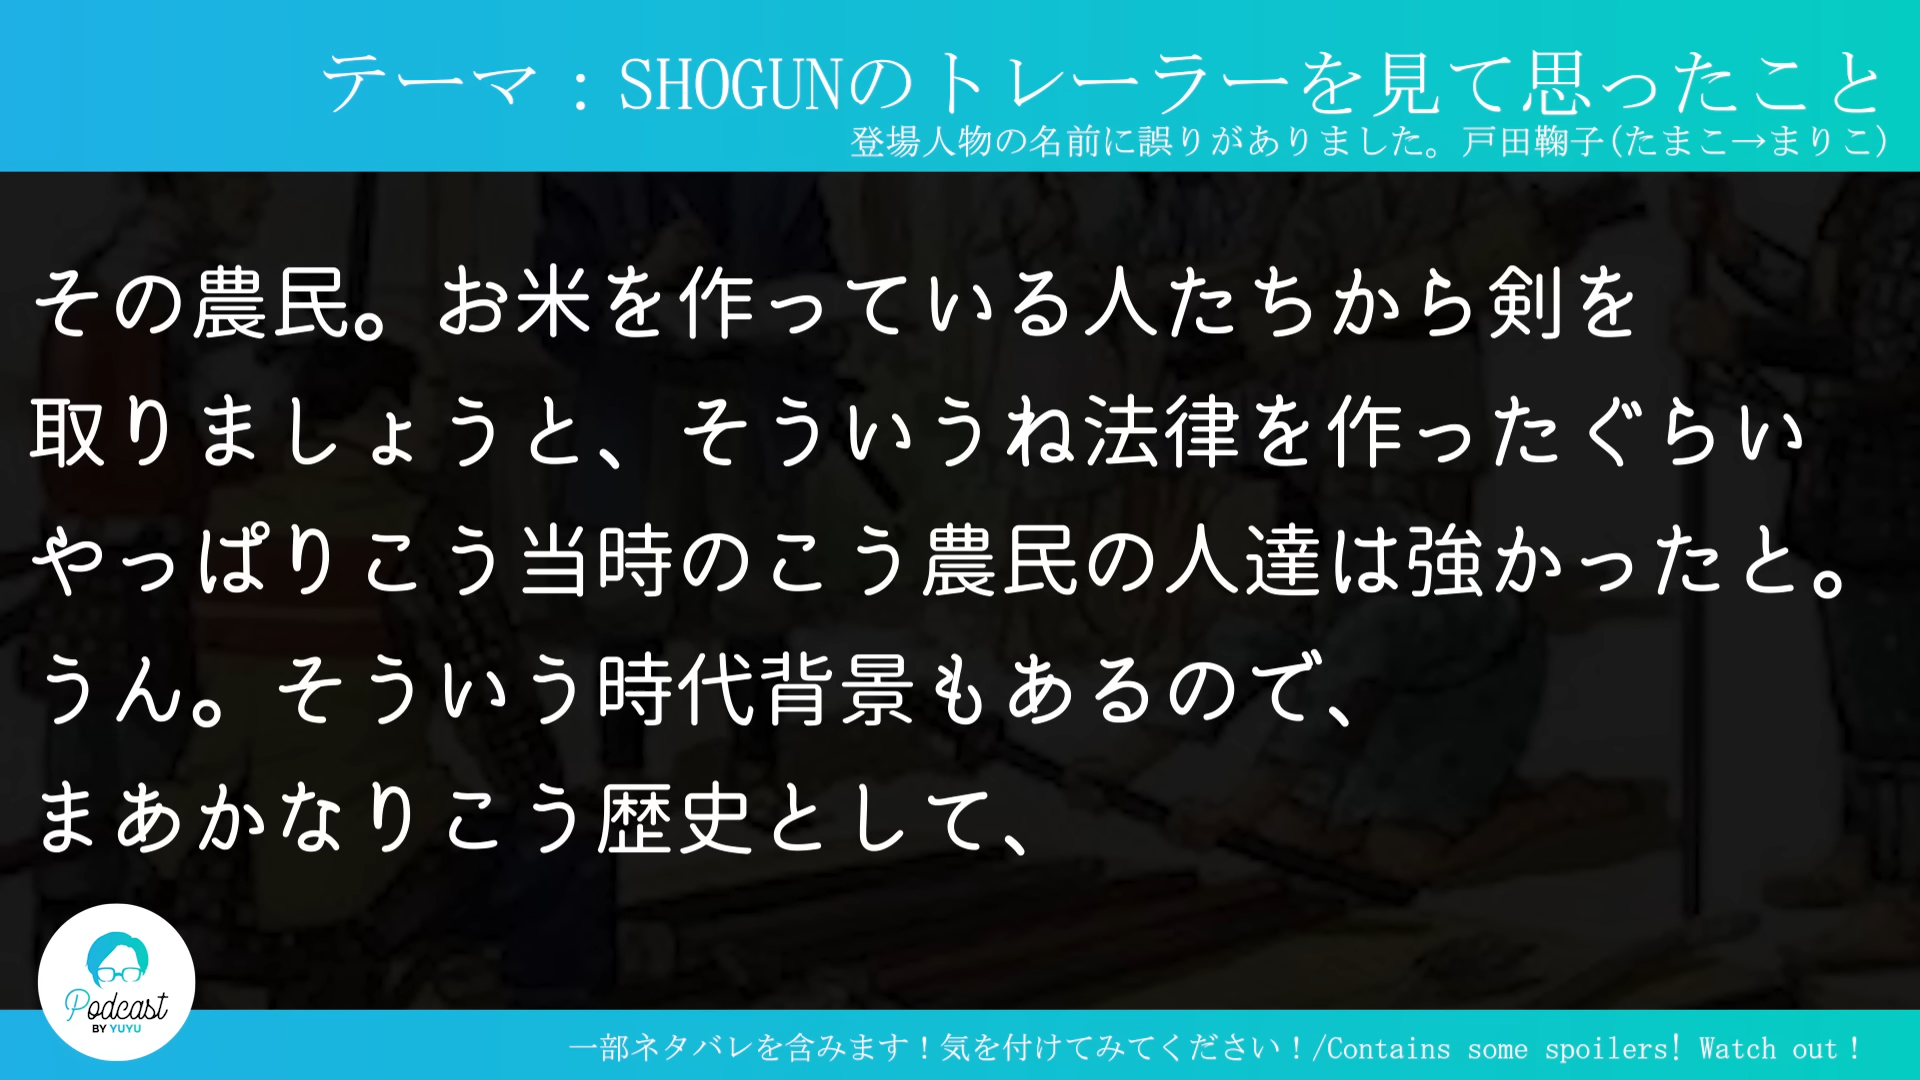 テーマ：SHOGUNのトレーラーを見て思ったこと
登場人物の名前に誤りがありました。戸田鞠子(たまこ→まりこ)
その農民。お米を作っている人たちから剣を
取りましょうと、そういうね法律を作ったぐらい
やっぱりこう当時のこう農民の人達は強かったと。
うん。そういう時代背景もあるので、
まあかなりこう歴史として、
Podcast
BY YUYU
一部ネタバレを含みます！気を付けてみてください！/Contains some spoilers! Watch out！